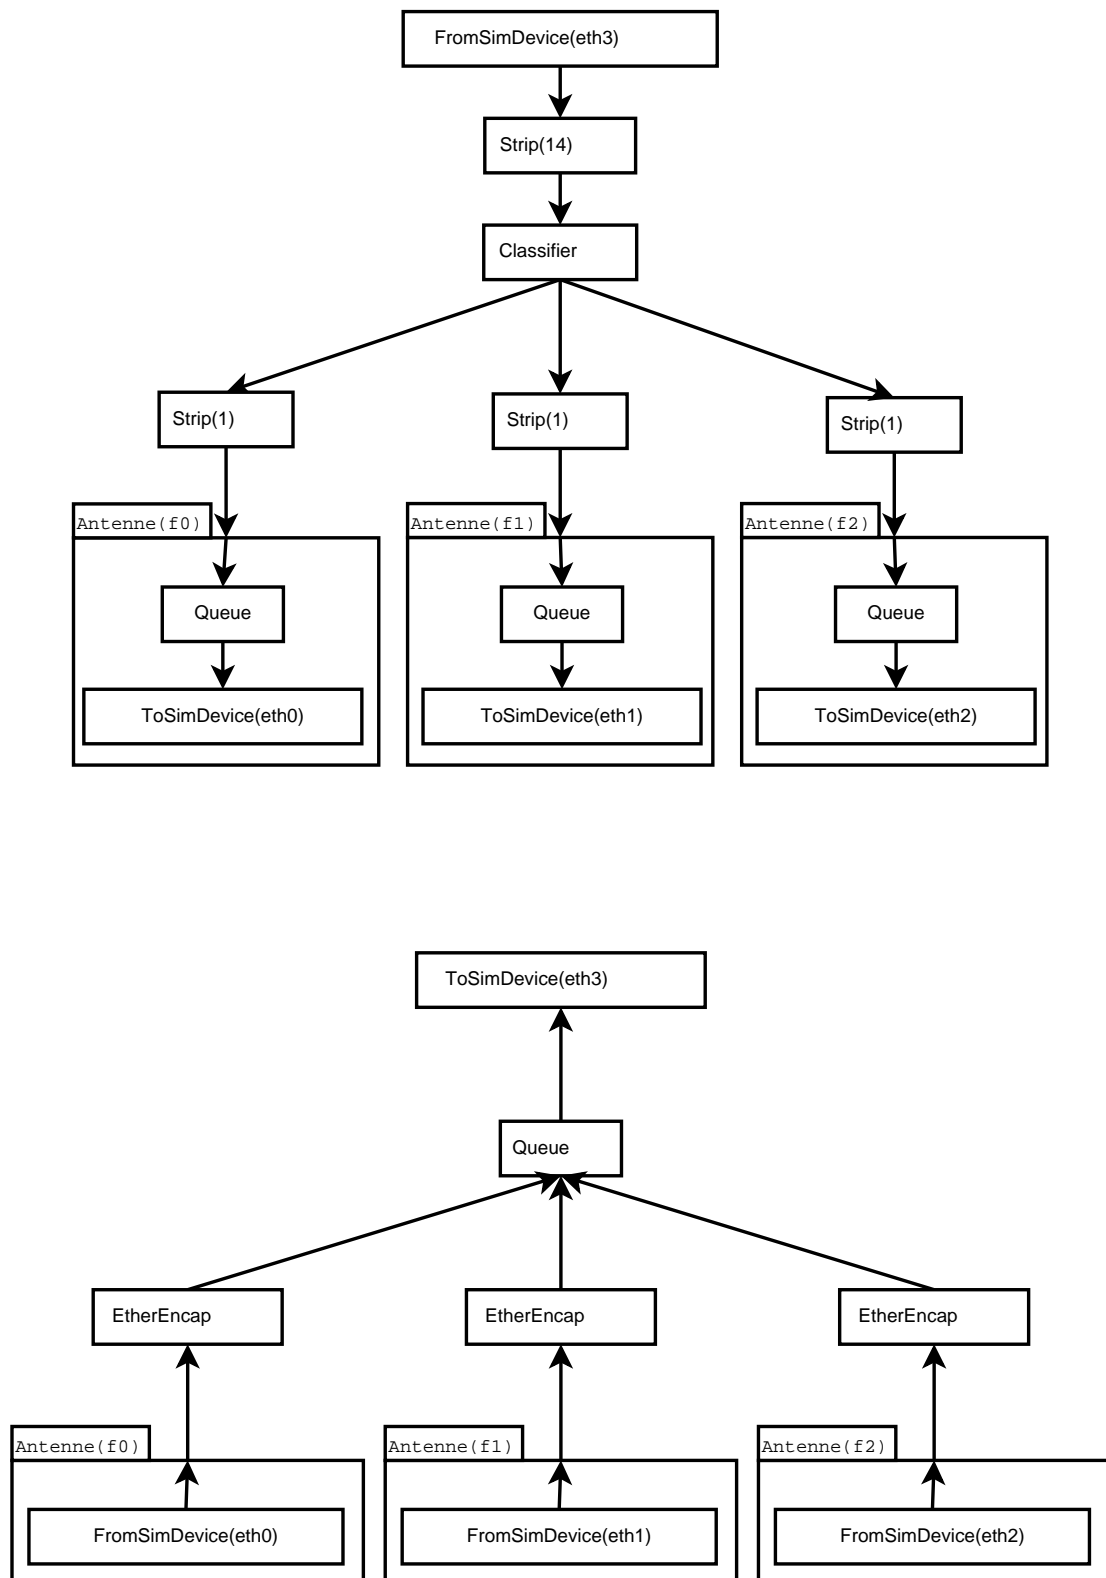 FromSimDevice(eth3)
Strip(14)
Classifier
Strip(1)
Strip(1)
Strip(1)
Antenne(f0)
Antenne(f1)
Antenne(f2)
Queue
Queue
Queue
ToSimDevice(eth0)
ToSimDevice(eth1)
ToSimDevice(eth2)
ToSimDevice(eth3)
Queue
EtherEncap
EtherEncap
EtherEncap
Antenne(f0)
Antenne(f1)
Antenne(f2)
FromSimDevice(eth0)
FromSimDevice(eth1)
FromSimDevice(eth2)